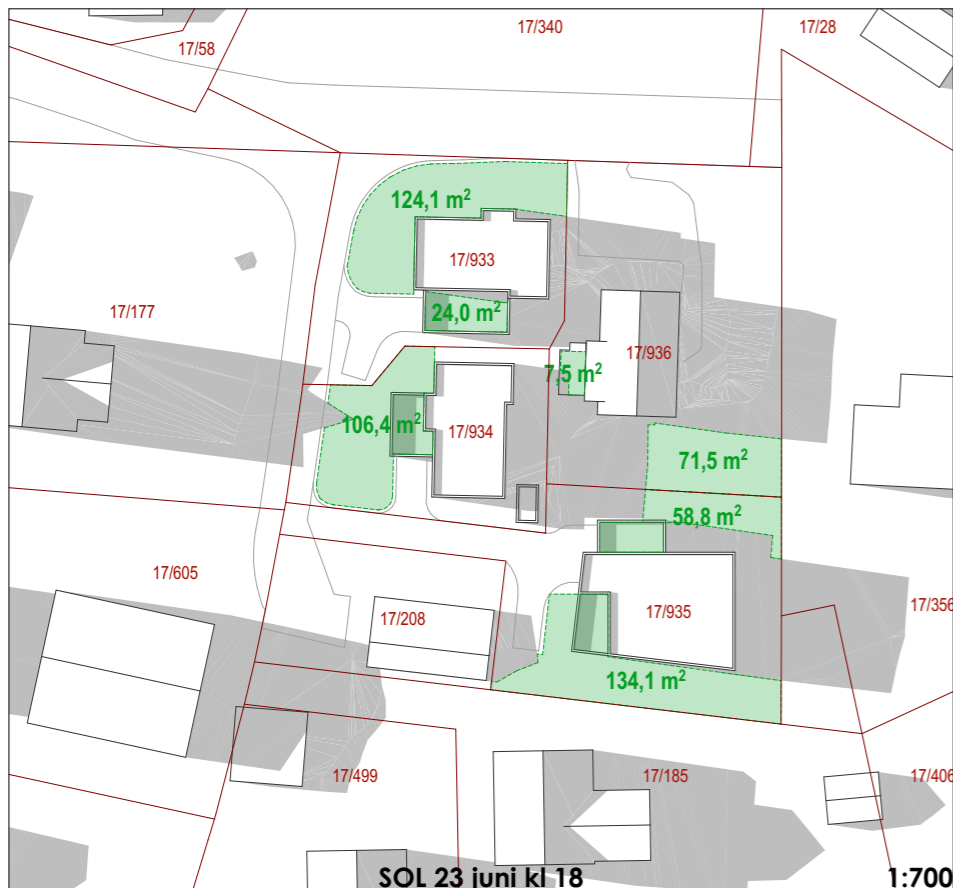 17/340
17/28
17/58
124,1 m²
17/933
24,0 m²
17/177
17/936
7,5 m²
106,4 m²
17/934
71,5 m²
58,8 m²
17/605
17/356
17/208
17/935
134,1 m²
17/499
17/185
17/406
SOL 23 juni kl 18
1:700